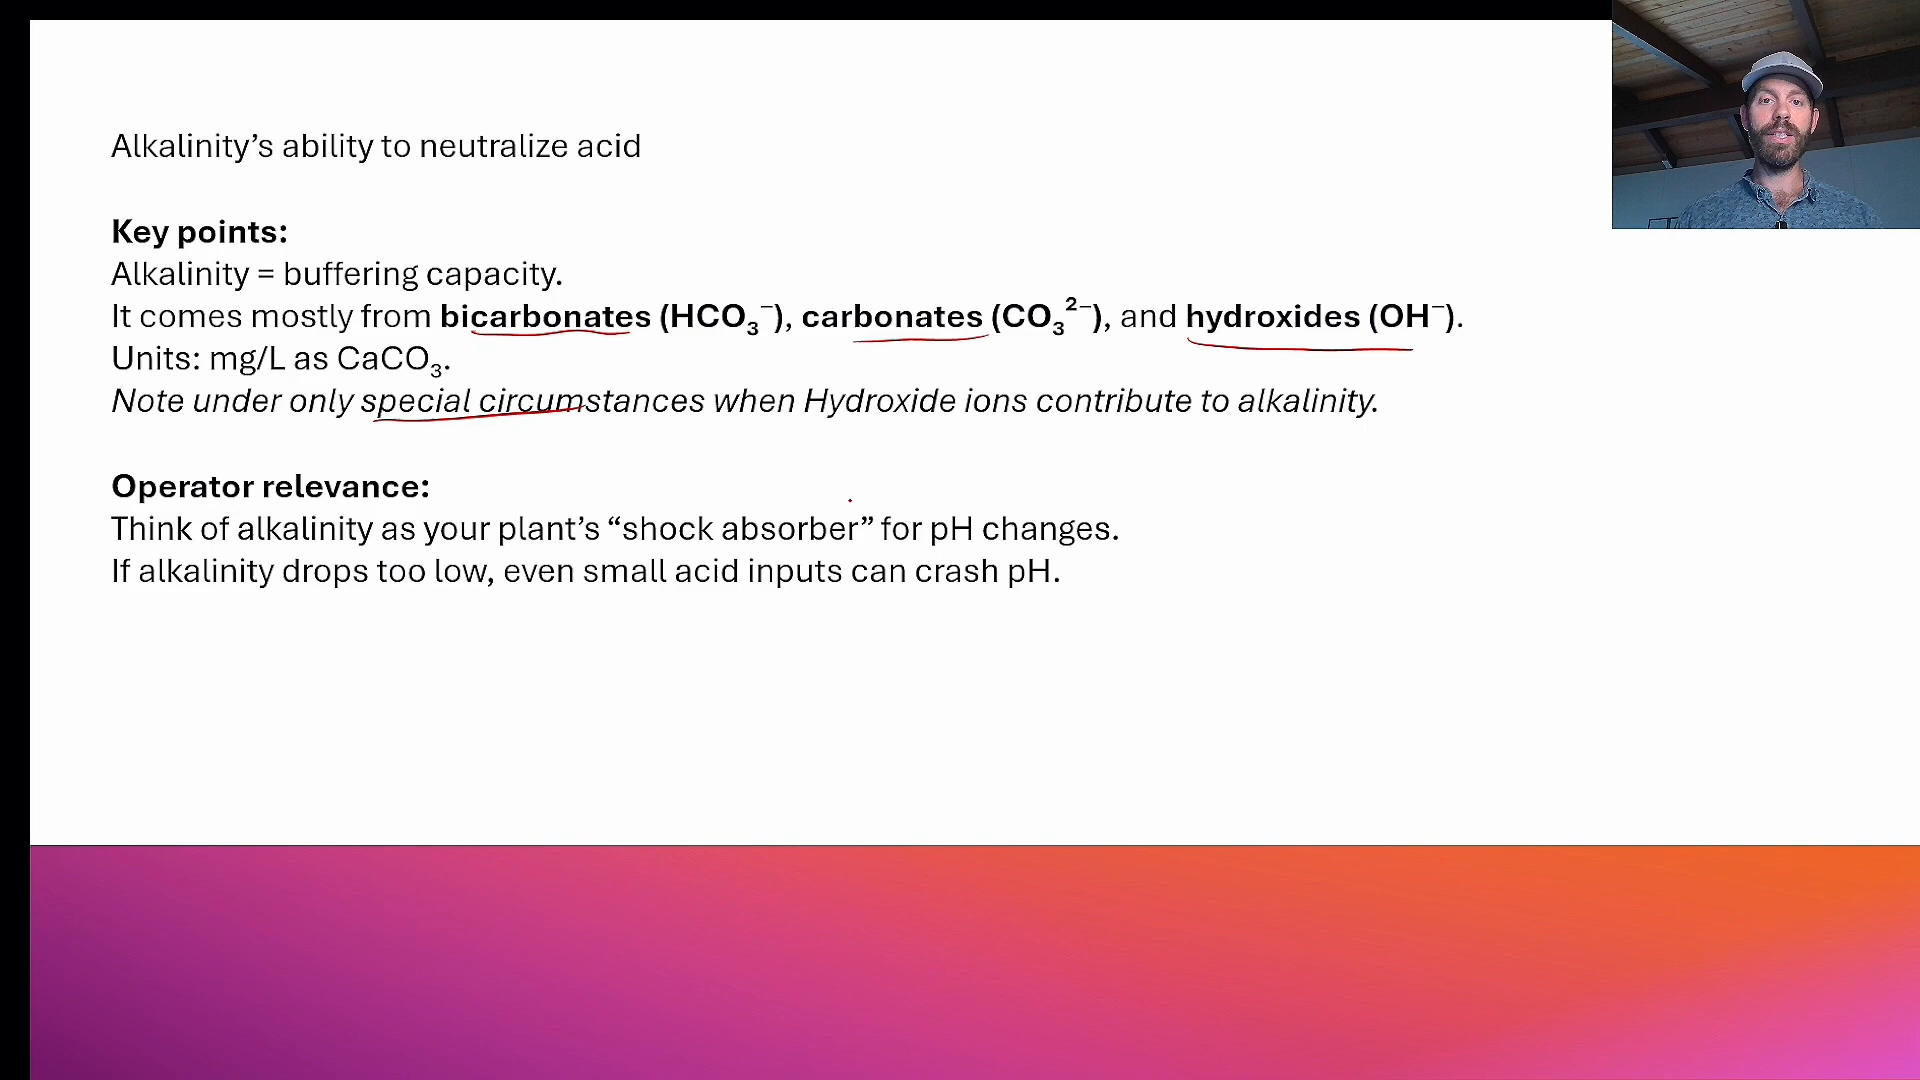 Alkalinity’s ability to neutralize acid
Key points:
Alkalinity = buffering capacity.
It comes mostly from bicarbonates (HCO₃⁻), carbonates (CO₃²⁻), and hydroxides (OH⁻).
Units: mg/L as CaCO₃.
Note under only special circumstances when Hydroxide ions contribute to alkalinity.
Operator relevance:
Think of alkalinity as your plant’s “shock absorber” for pH changes.
If alkalinity drops too low, even small acid inputs can crash pH.